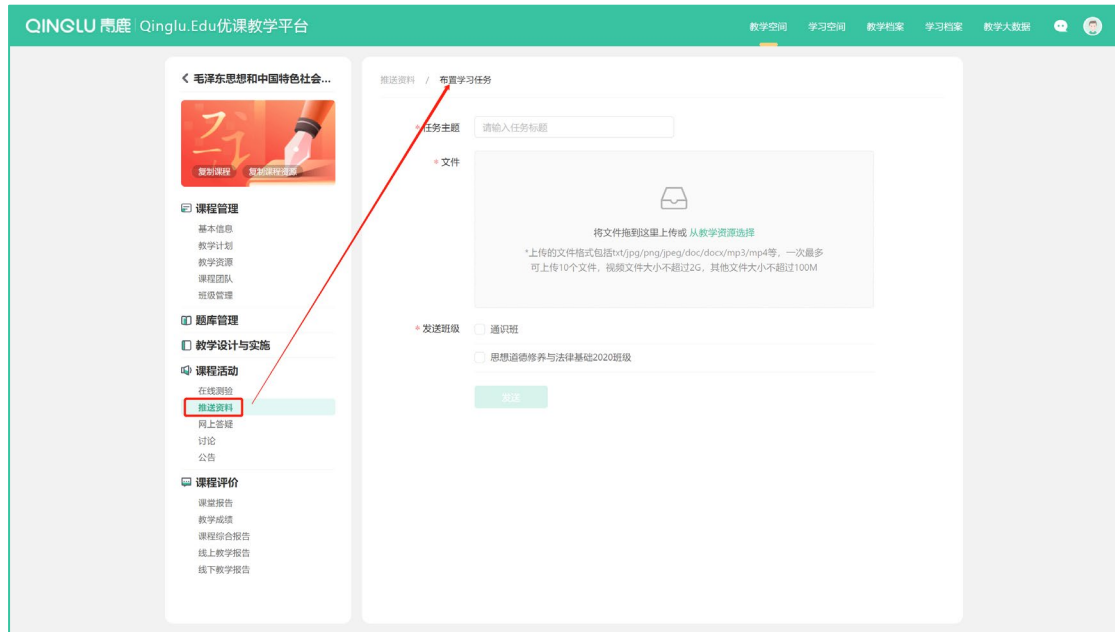 QINGLU 青鹿 Qinglu.Edu优课教学平台
教学空间 学习空间 教学档案 学习档案 教学大数据
毛泽东思想和中国特色社会...
复制课程 复制课程资源
课程管理
基本信息
教学计划
教学资源
课程团队
班级管理
题库管理
教学设计与实施
课程活动
在线测验
推送资料
网上答疑
讨论
公告
课程评价
课堂报告
教学成绩
课程综合报告
线上教学报告
线下教学报告
推送资料 / 布置学习任务
*任务主题 请输入任务标题
*文件
将文件拖到这里上传或 从教学资源选择
*上传的文件格式包括txt/jpg/png/jpeg/doc/docx/mp3/mp4等，一次最多
可上传10个文件，视频文件大小不超过2G，其他文件大小不超过100M
*发送班级 通识班
思想道德修养与法律基础2020班级
发送